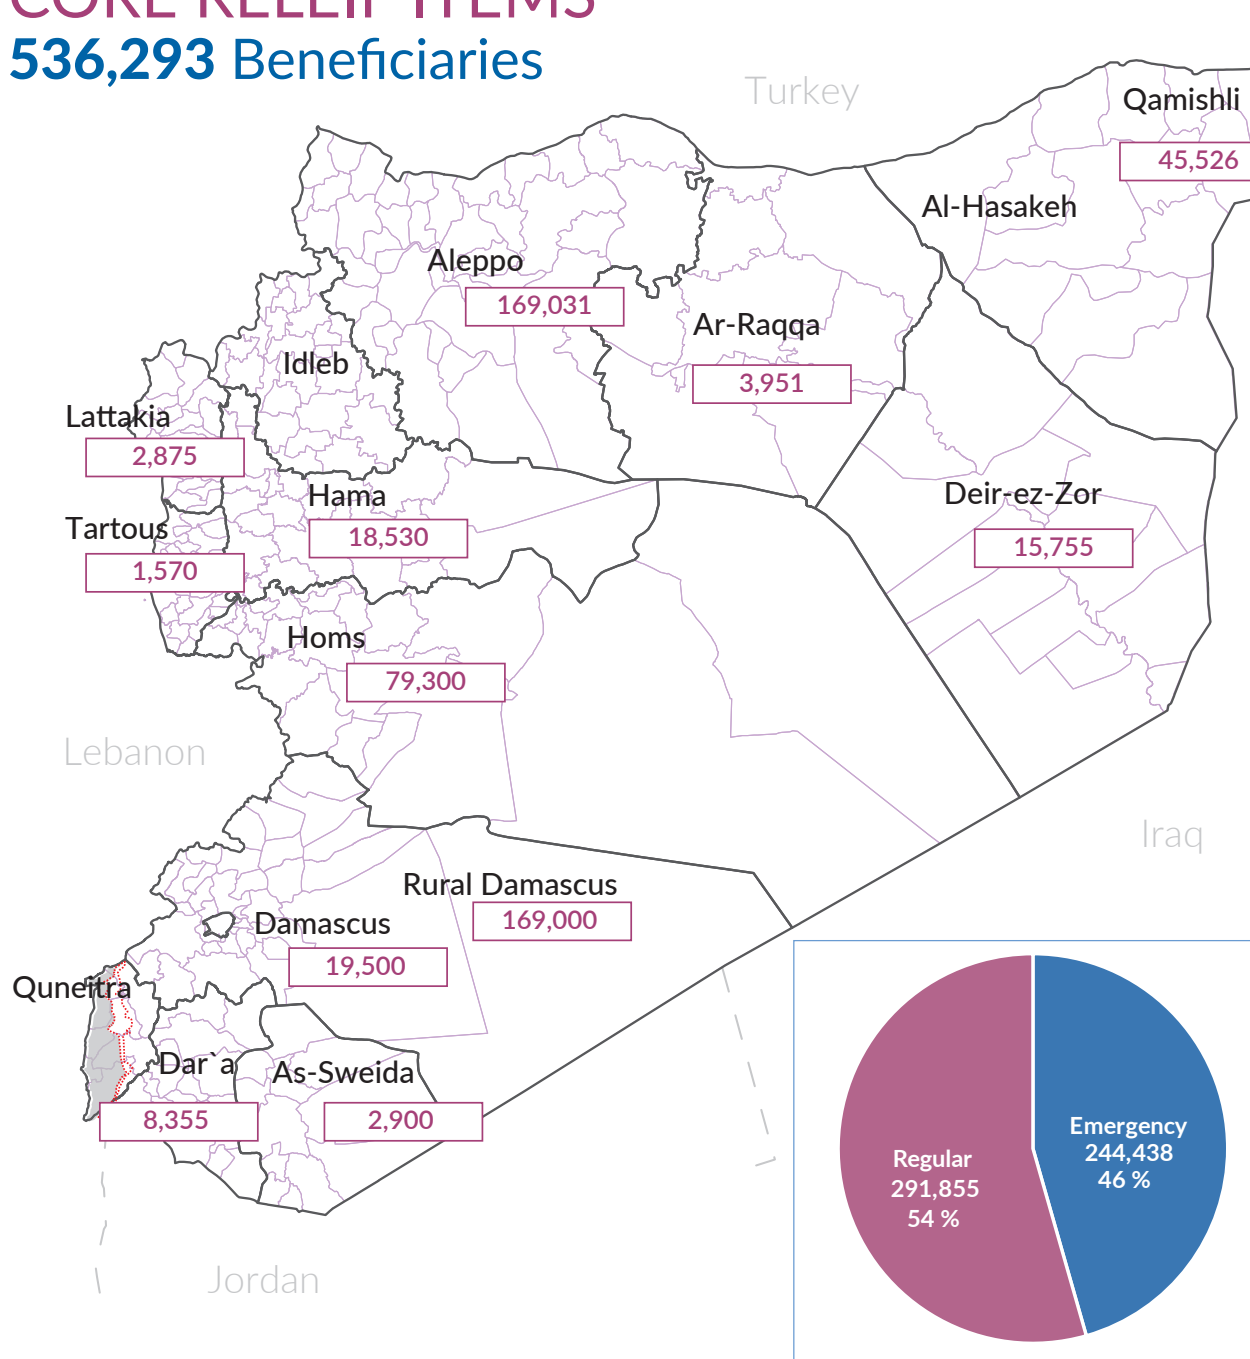 CORE RELEIF ITEMS
536,293 Beneficiaries
Turkey
Qamishli
45,526
Al-Hasakeh
Aleppo
169,031
Ar-Raqqa
3,951
Idleb
Lattakia
2,875
Hama
18,530
Deir-ez-Zor
15,755
Tartous
1,570
Homs
79,300
Lebanon
Iraq
Rural Damascus
169,000
Damascus
19,500
Quneitra
Dar`a
8,355
As-Sweida
2,900
Jordan
Regular
291,855
54 %
Emergency
244,438
46 %